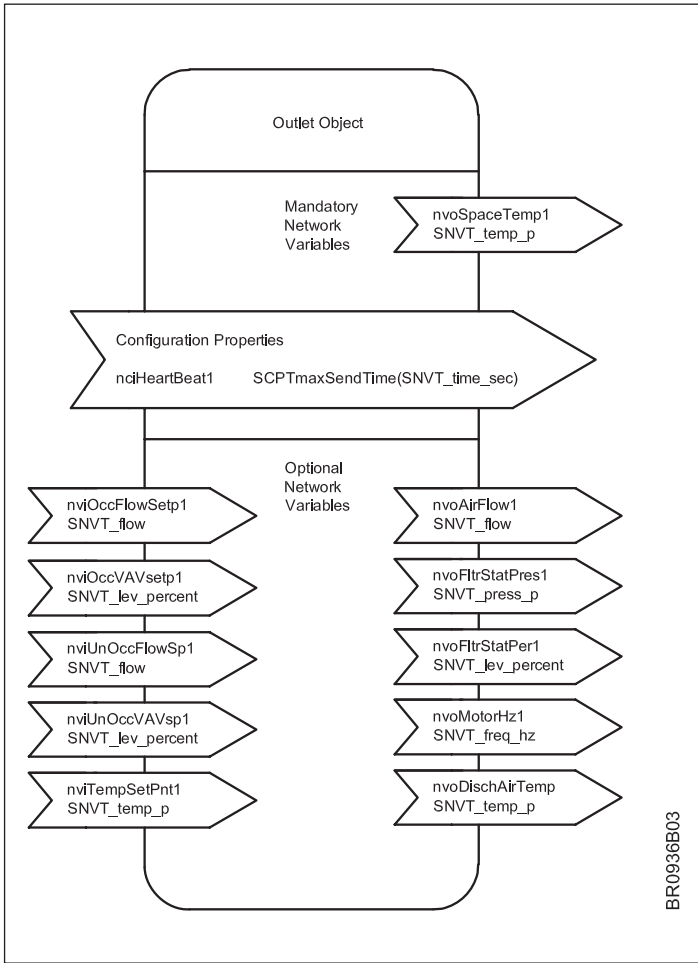 Outlet Object
Mandatory
Network
Variables
nvoSpaceTemp1
SNVT_temp_p
Configuration Properties
nciHeartBeat1 SCPTmaxSendTime(SNVT_time_sec)
Optional
Network
Variables
nviOccFlowSetp1
SNVT_flow
nviOccVAVsetp1
SNVT_lev_percent
nviUnOccFlowSp1
SNVT_flow
nviUnOccVAVsp1
SNVT_lev_percent
nviTempSetPnt1
SNVT_temp_p
nvoAirFlow1
SNVT_flow
nvoFltrStatPres1
SNVT_press_p
nvoFltrStatPer1
SNVT_lev_percent
nvoMotorHz1
SNVT_freq_hz
nvoDischAirTemp
SNVT_temp_p
BR0936B03